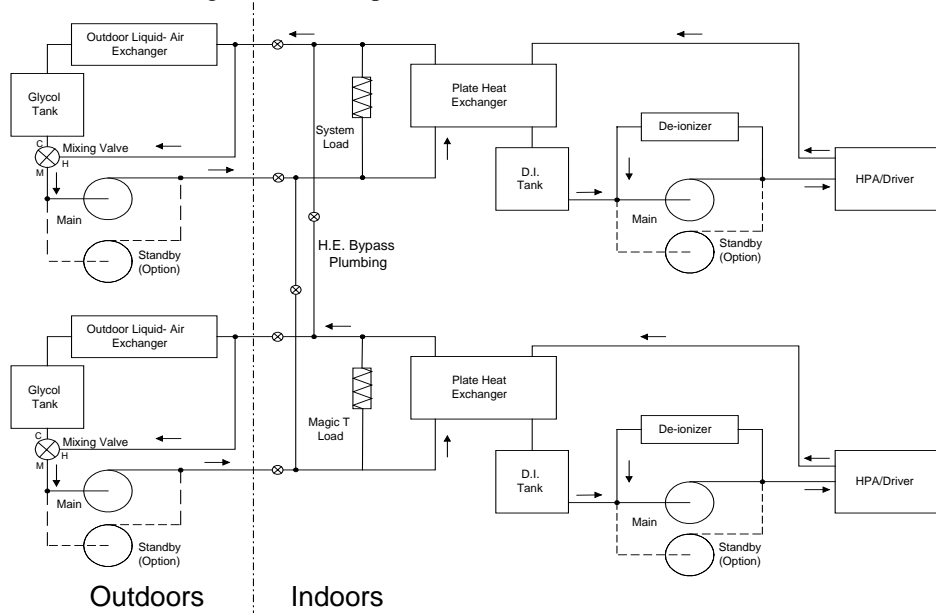 Outdoor Liquid- Air
Exchanger
Glycol
Tank
C
Mixing Valve
H
M
Main
Standby
(Option)
System
Load
H.E. Bypass
Plumbing
Plate Heat
Exchanger
D.I.
Tank
De-ionizer
Main
Standby
(Option)
HPA/Driver
Outdoor Liquid- Air
Exchanger
Glycol
Tank
C
Mixing Valve
H
M
Main
Standby
(Option)
Magic T
Load
Plate Heat
Exchanger
D.I.
Tank
De-ionizer
Main
Standby
(Option)
HPA/Driver
Outdoors
Indoors